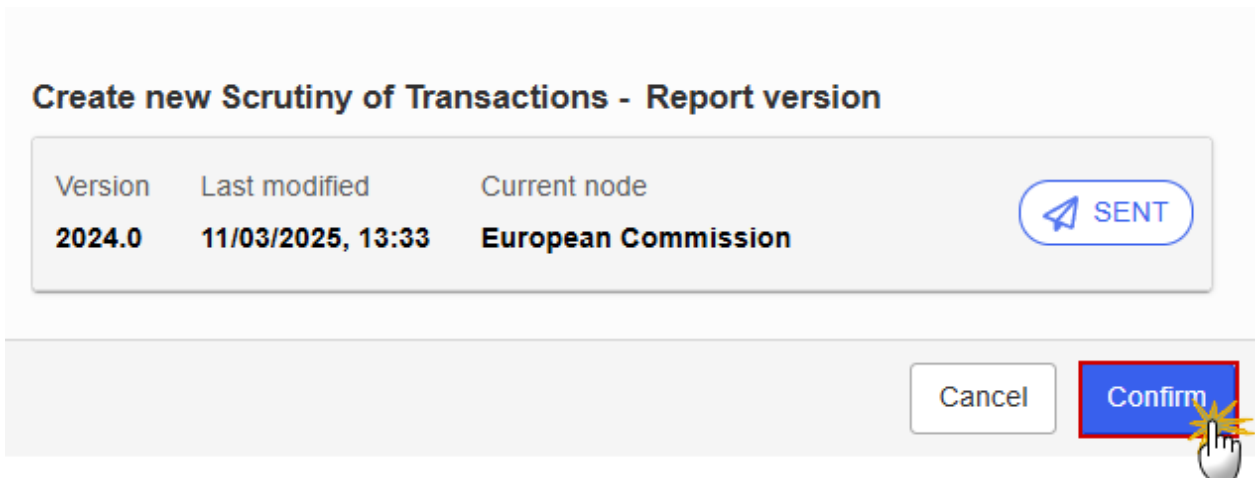 Create new Scrutiny of Transactions - Report version
Version Last modified Current node
SENT
2024.0 11/03/2025, 13:33 European Commission
Cancel Confirm